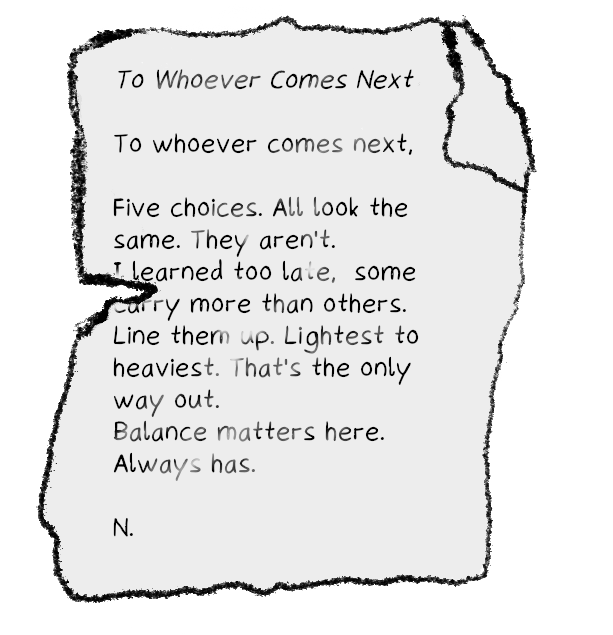 To Whoever Comes Next
To whoever comes next,
Five choices. All look the
same. They aren't.
I learned too late, some
carry more than others.
Line them up. Lightest to
heaviest. That's the only
way out.
Balance matters here.
Always has.
N.